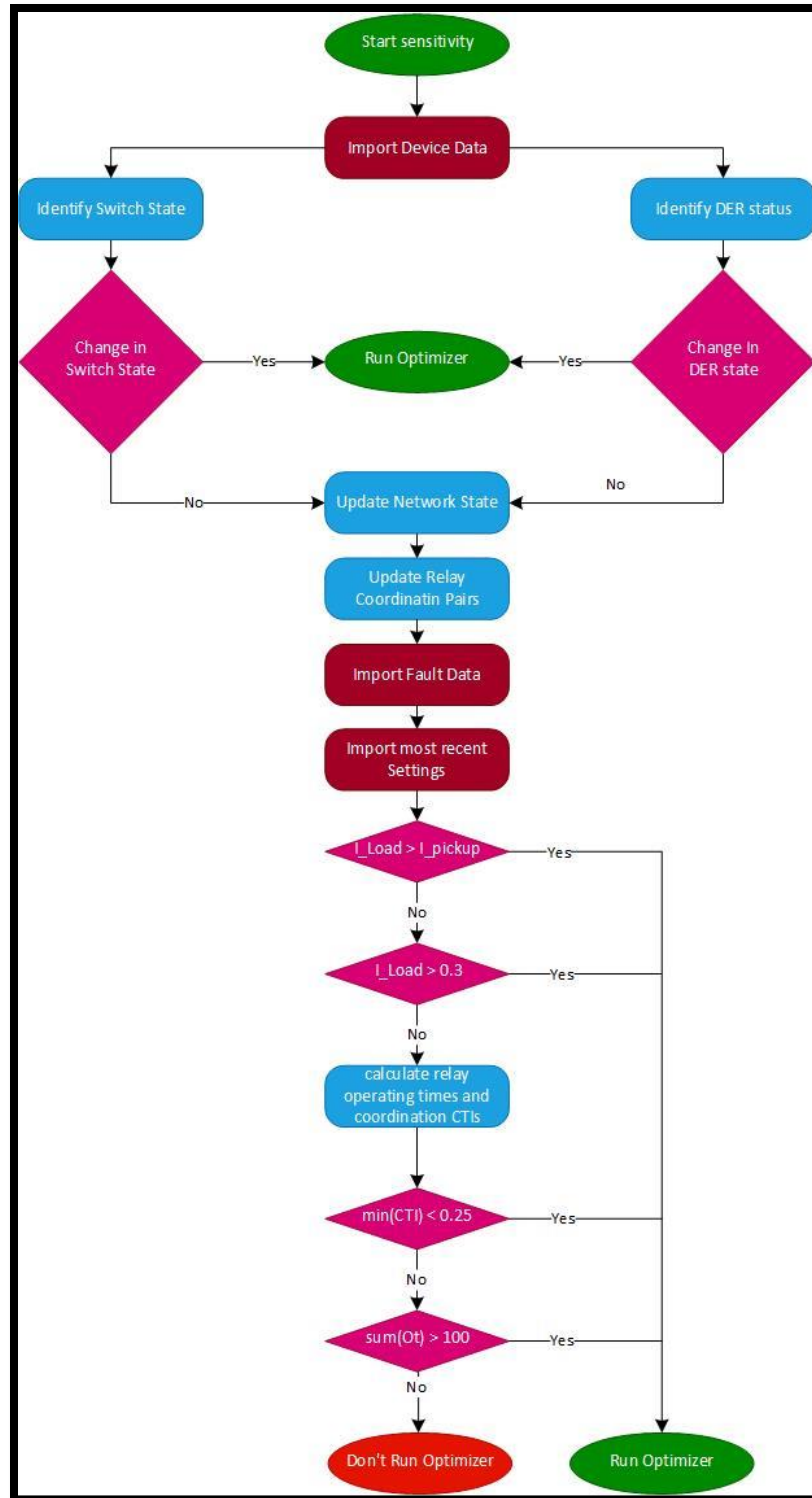 Start sensitivity
Import Device Data
Identify Switch State
Identify DER status
Change in
Switch State
Yes
Run Optimizer
Yes
Change In
DER state
No
No
Update Network State
Update Relay
Coordinatin Pairs
Import Fault Data
Import most recent
Settings
I_Load > I_pickup
Yes
No
I_Load > 0.3
Yes
No
calculate relay
operating times and
coordination CTIs
min(CTI) < 0.25
Yes
No
sum(Ot) > 100
Yes
No
Don't Run Optimizer
Run Optimizer